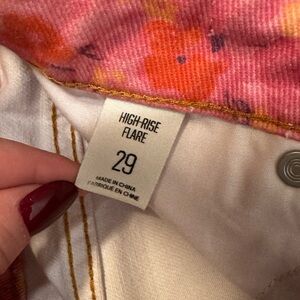 HIGH-RISE
FLARE
29
MADE IN CHINA
FABRIQUÉ EN CHINE